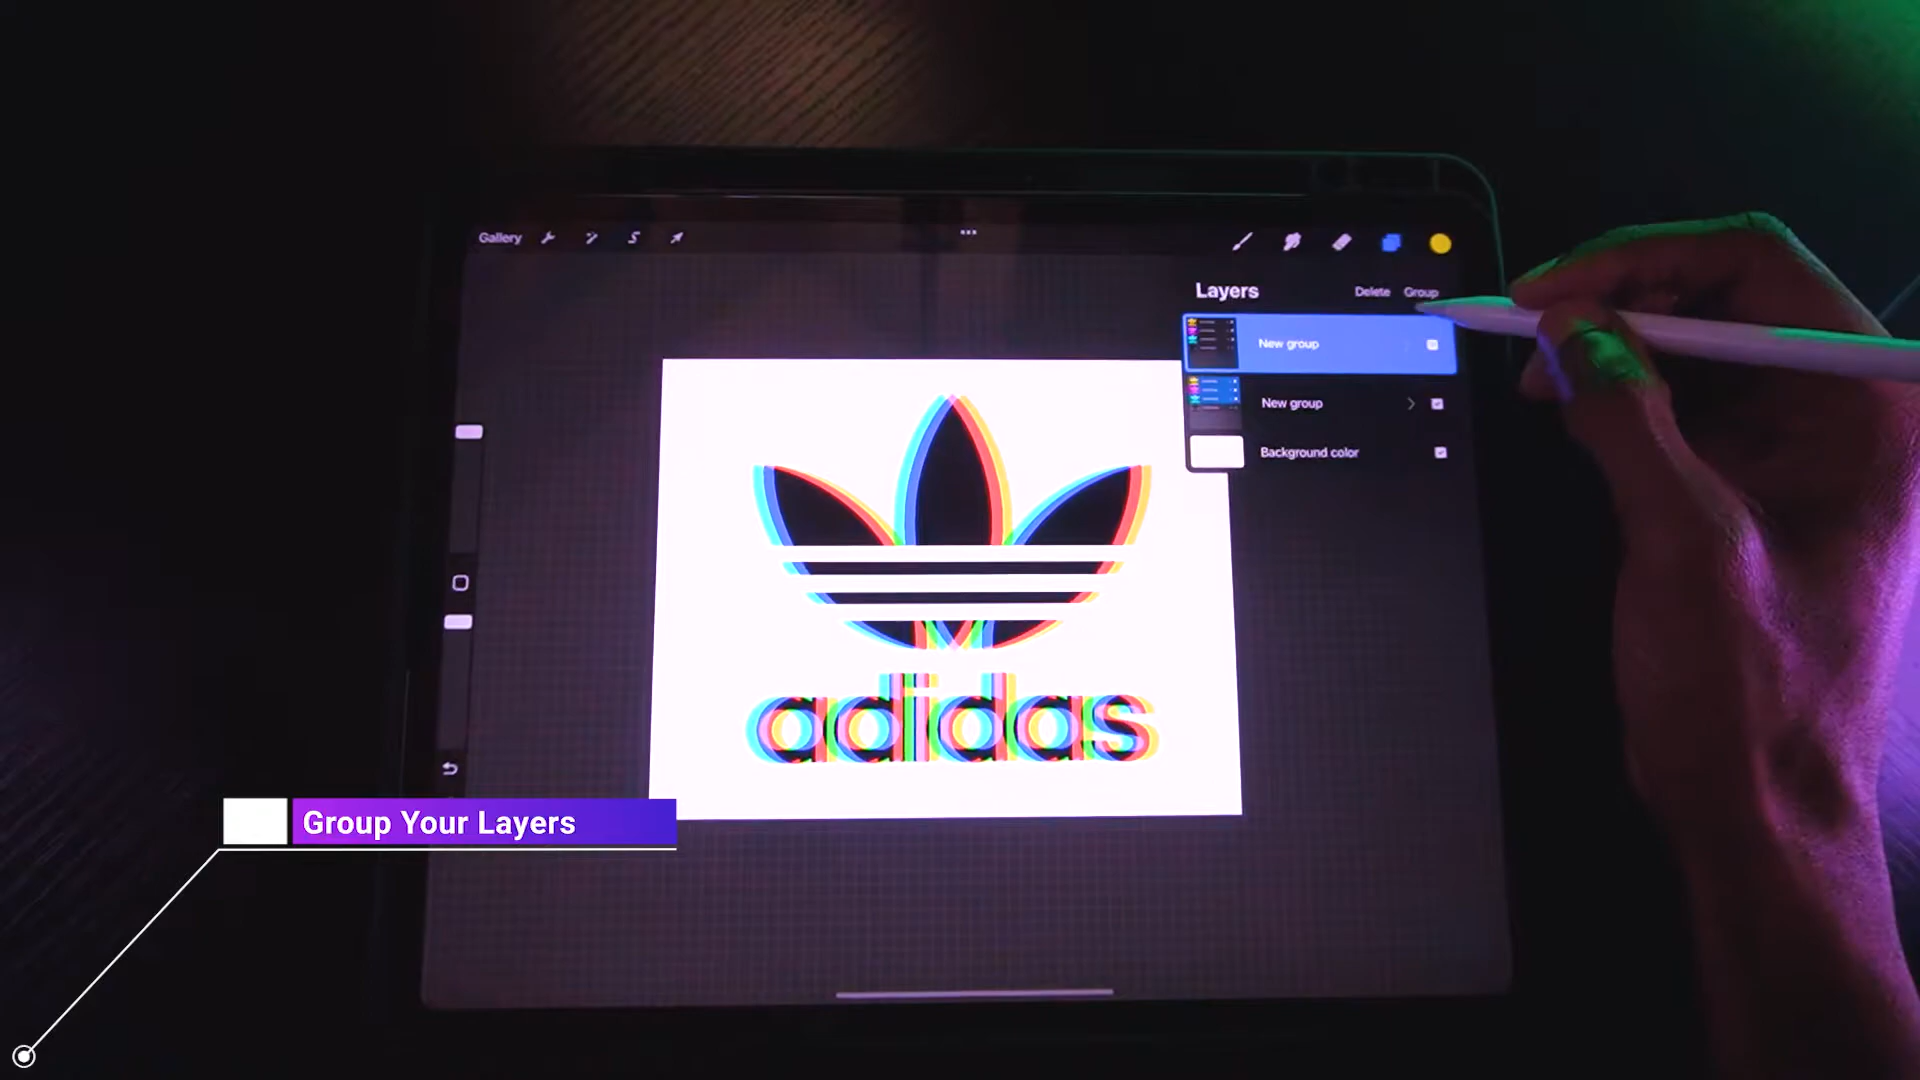 Gallery
Layers
Delete
Group
New group
New group
Background color
adidas
Group Your Layers